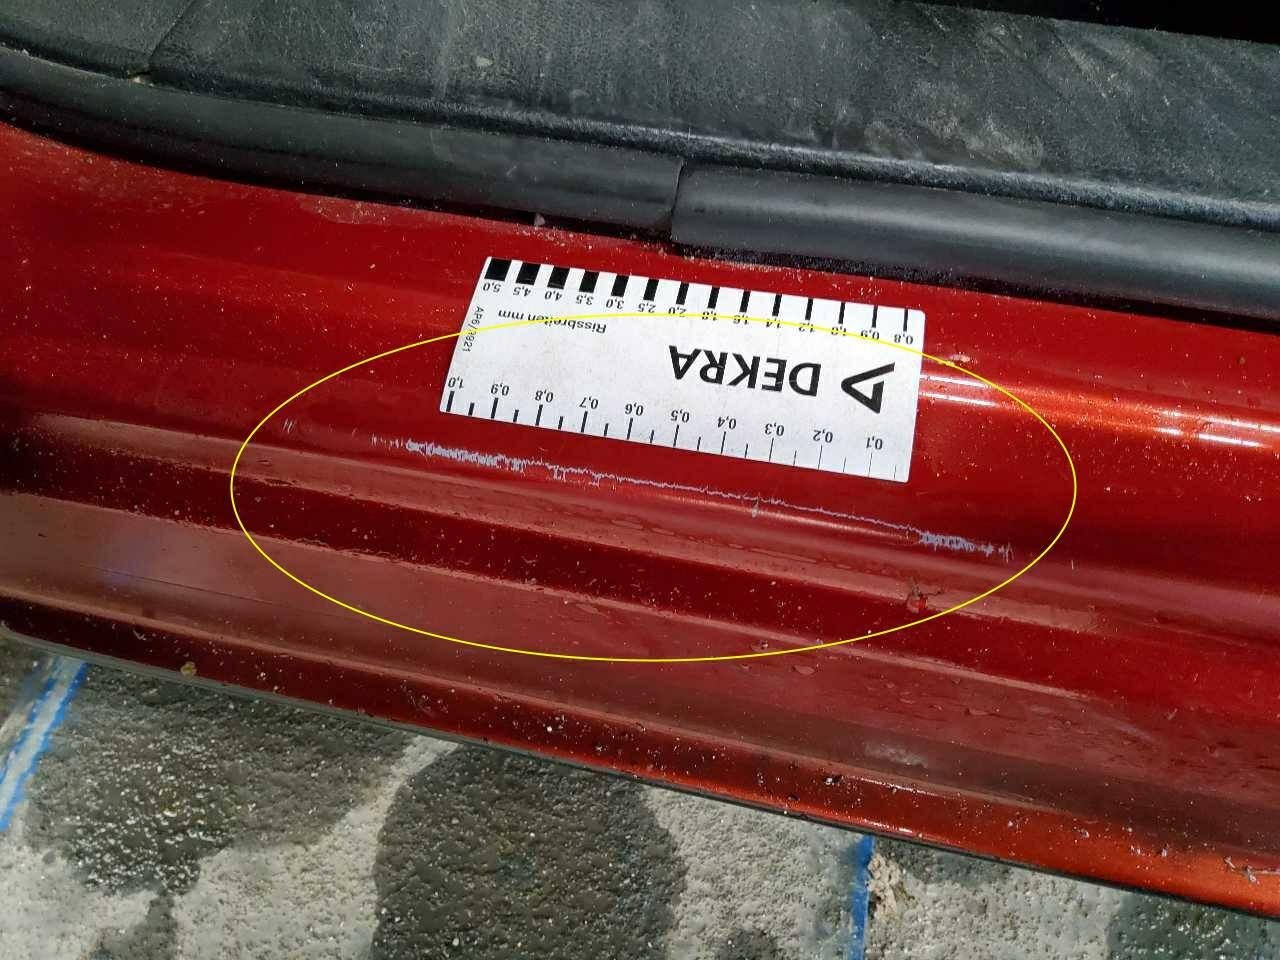 5,0 4,5 4,0 3,5 3,0 2,5 2,0 1,8 1,6 1,4 1,2 1,0 0,9 0,8
Rissbreiten mm
AP6/3921
DEKRA
1,0 0,9 0,8 0,7 0,6 0,5 0,4 0,3 0,2 0,1